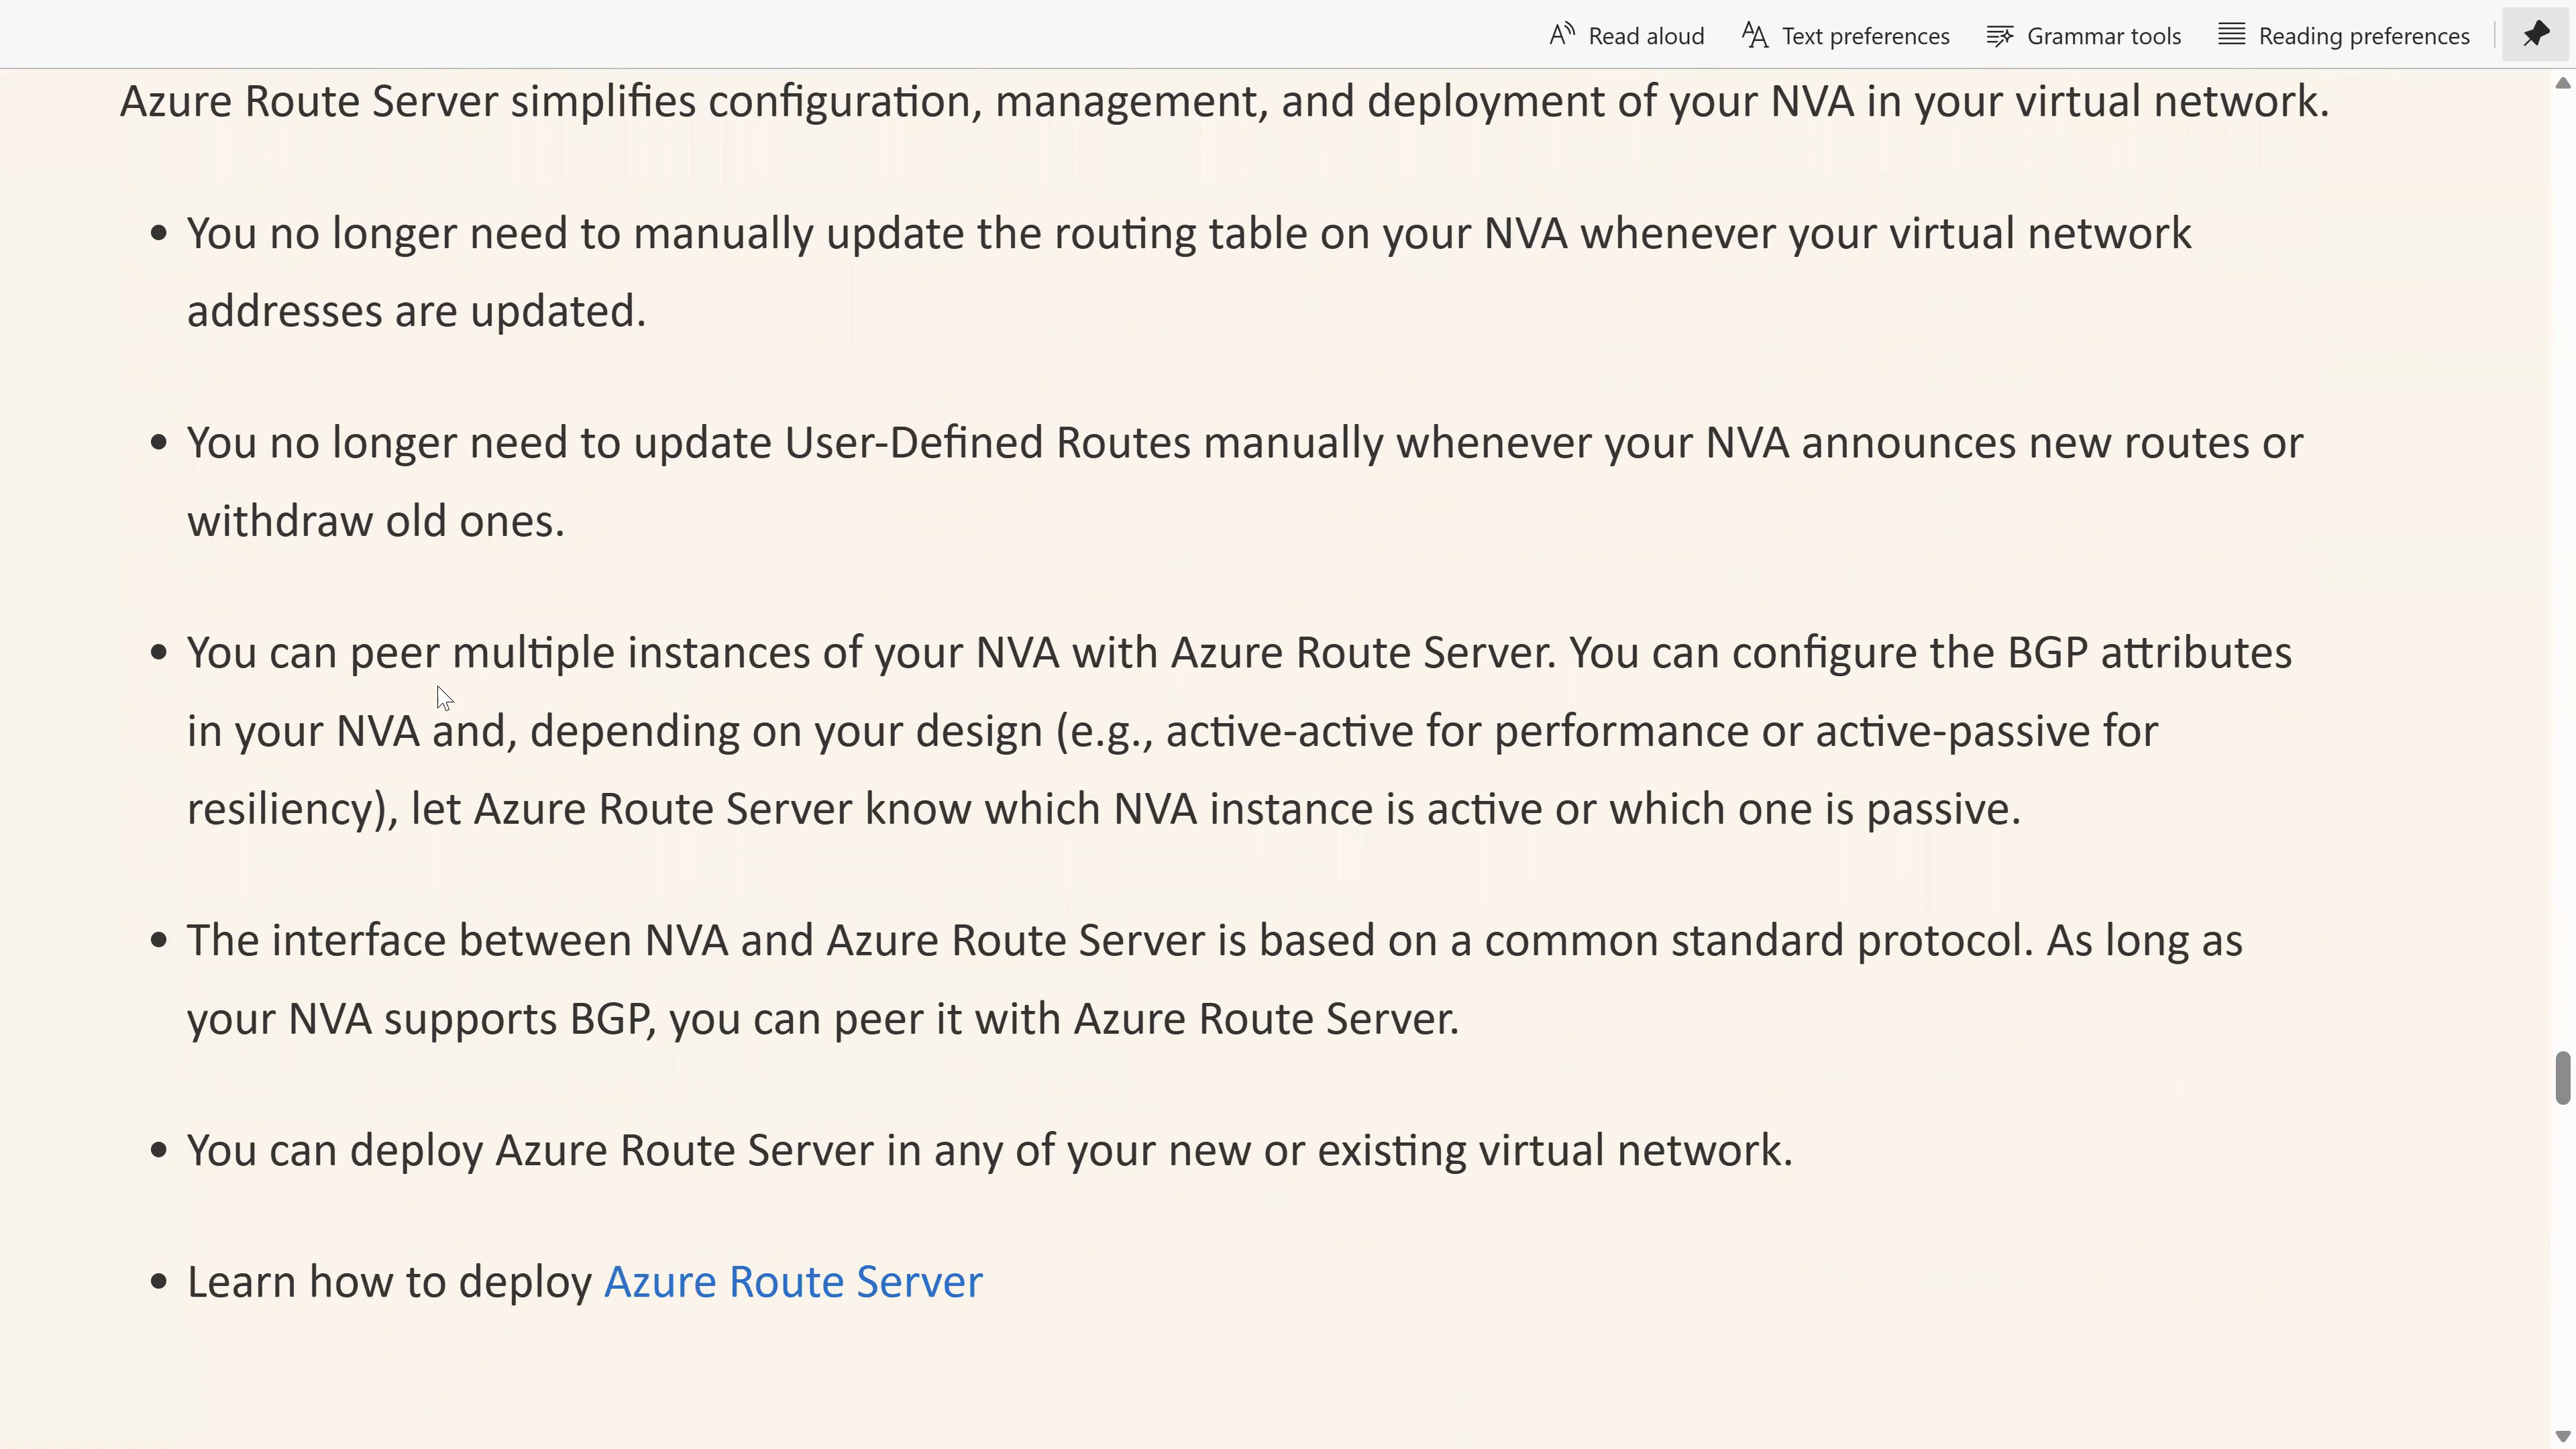 Read aloud
Text preferences
Grammar tools
Reading preferences
Azure Route Server simplifies configuration, management, and deployment of your NVA in your virtual network.
• You no longer need to manually update the routing table on your NVA whenever your virtual network
addresses are updated.
• You no longer need to update User-Defined Routes manually whenever your NVA announces new routes or
withdraw old ones.
• You can peer multiple instances of your NVA with Azure Route Server. You can configure the BGP attributes
in your NVA and, depending on your design (e.g., active-active for performance or active-passive for
resiliency), let Azure Route Server know which NVA instance is active or which one is passive.
• The interface between NVA and Azure Route Server is based on a common standard protocol. As long as
your NVA supports BGP, you can peer it with Azure Route Server.
• You can deploy Azure Route Server in any of your new or existing virtual network.
• Learn how to deploy Azure Route Server